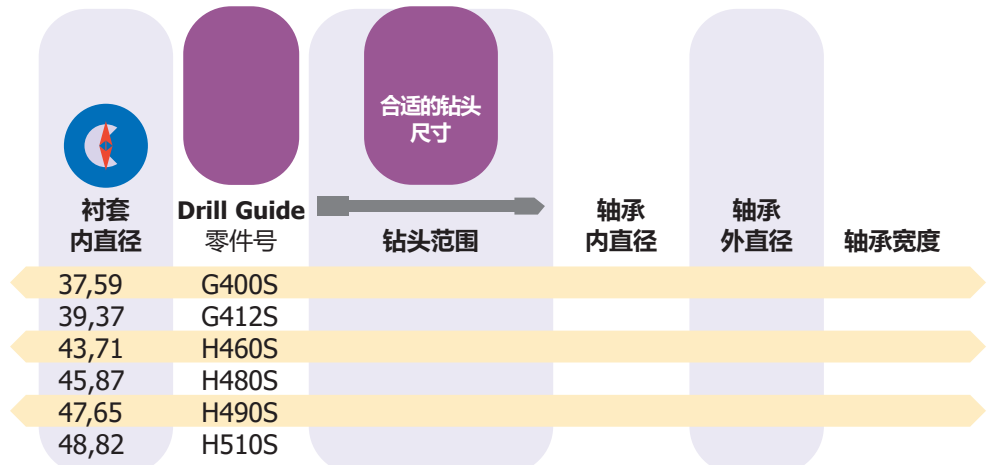 合适的钻头
尺寸
衬套
内直径
Drill Guide
零件号
钻头范围
轴承
内直径
轴承
外直径
轴承宽度
37,59 G400S
39,37 G412S
43,71 H460S
45,87 H480S
47,65 H490S
48,82 H510S